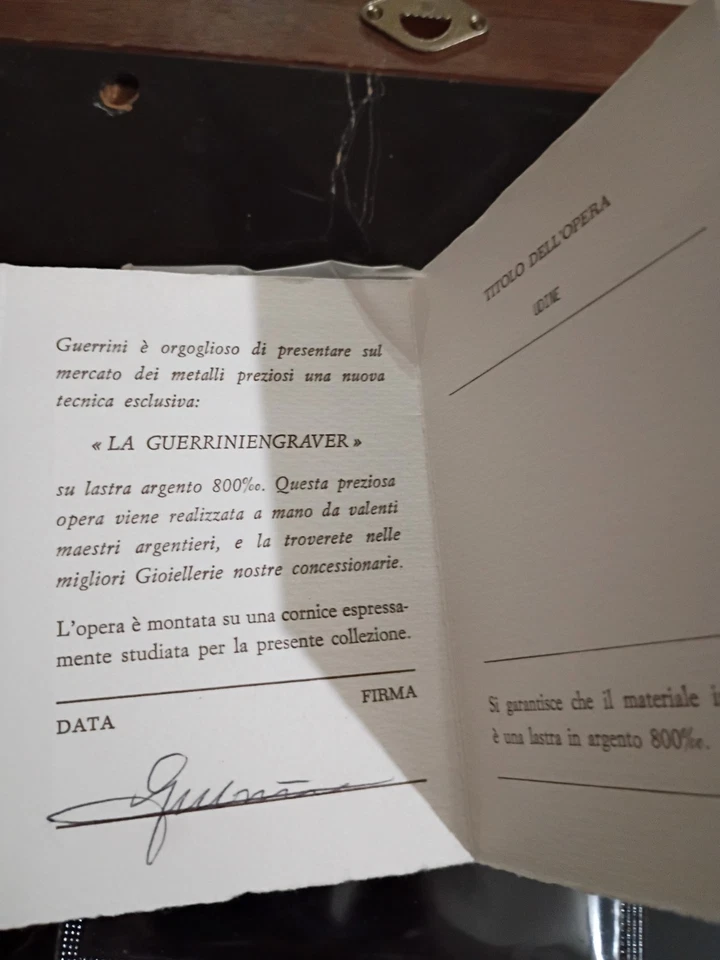 Guerrini è orgoglioso di presentare sul
mercato dei metalli preziosi una nuova
tecnica esclusiva:
« LA GUERRINIENGRAVER »
su lastra argento 800‰. Questa preziosa
opera viene realizzata a mano da valenti
maestri argentieri, e la troverete nelle
migliori Gioiellerie nostre concessionarie.
L'opera è montata su una cornice espressa-
mente studiata per la presente collezione.
FIRMA
DATA
Guerrini
TITOLO DELL'OPERA
UDINE
Si garantisce che il materiale
è una lastra in argento 800‰.